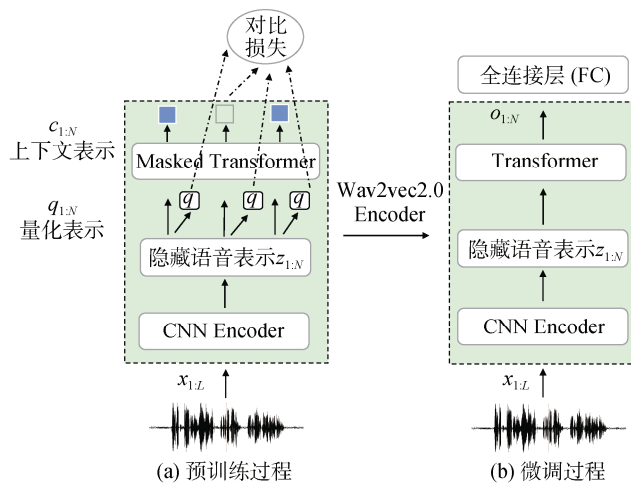 对比
损失
c1:N
上下文表示
Masked Transformer
q1:N
量化表示
q
q
q
隐藏语音表示z1:N
CNN Encoder
x1:L
(a) 预训练过程
Wav2vec2.0
Encoder
全连接层 (FC)
o1:N
Transformer
隐藏语音表示z1:N
CNN Encoder
x1:L
(b) 微调过程